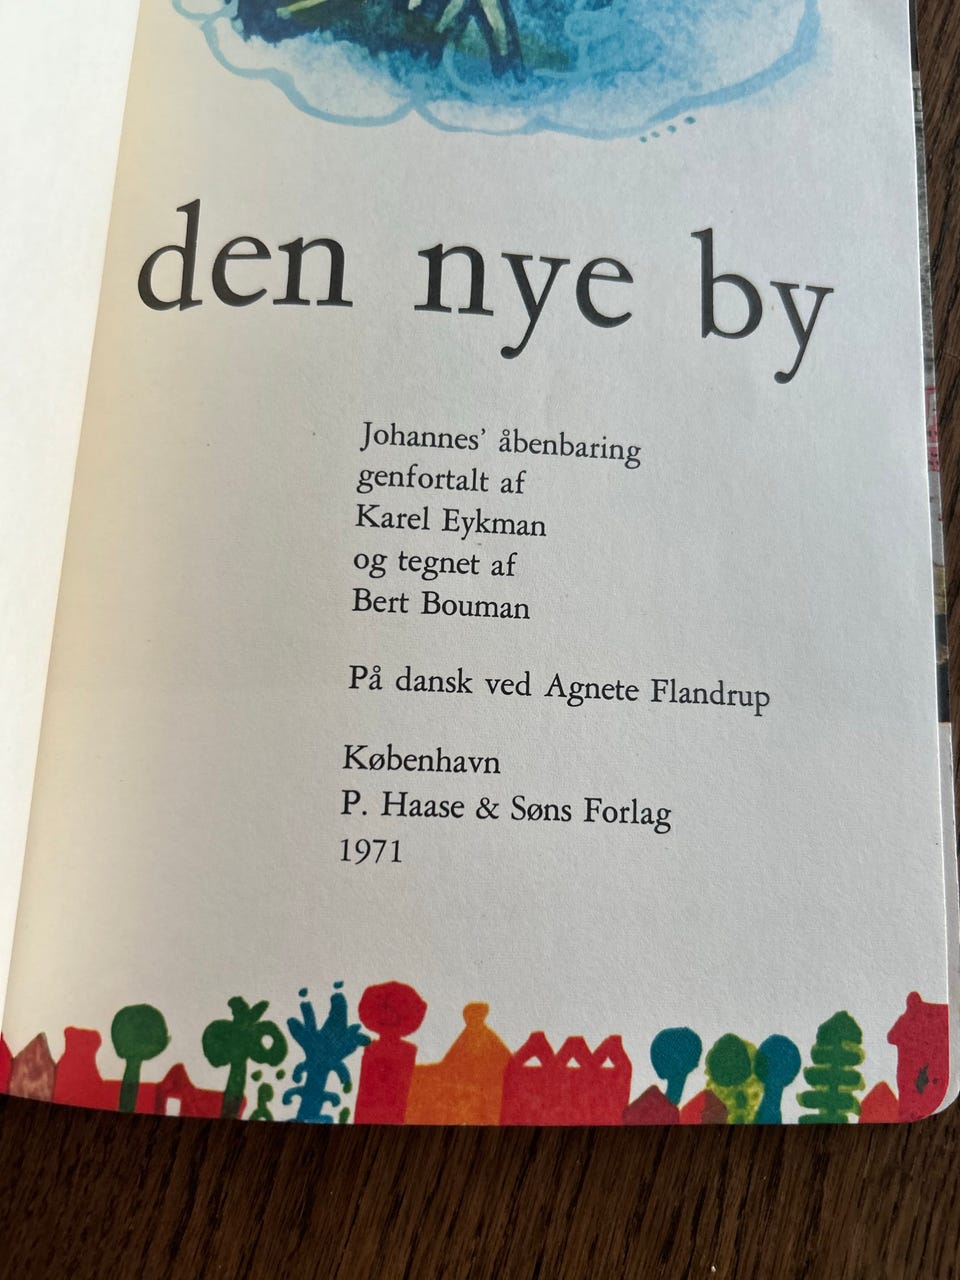 den nye by
Johannes’ åbenbaring
genfortalt af
Karel Eykman
og tegnet af
Bert Bouman
På dansk ved Agnete Flandrup
København
P. Haase & Søns Forlag
1971